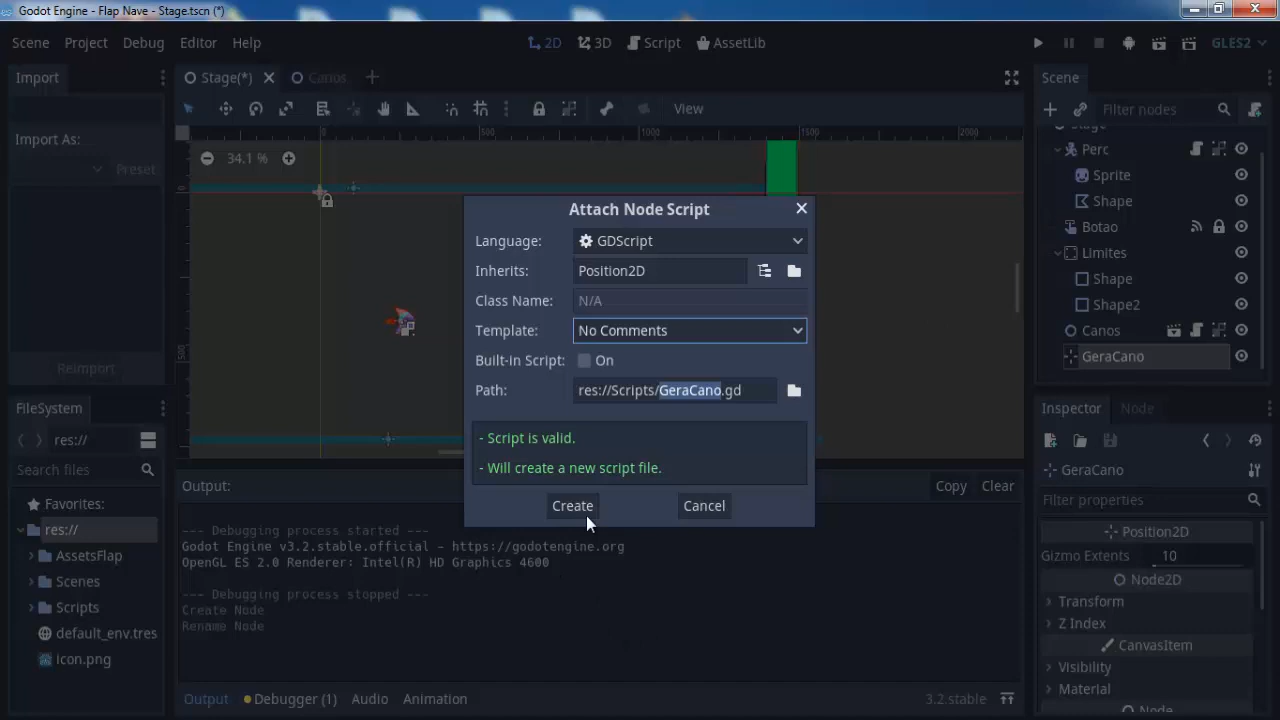 Godot Engine - Flap Nave - Stage.tscn (*)
Scene Project Debug Editor Help
2D 3D Script AssetLib
GLES2
Import
Stage(*) Canos
Scene
Filter nodes
View
Import As:
Preset
Reimport
0 500 1000 1500 2000
34.1 %
0
500
Stage
Perc
Sprite
Shape
Botao
Limites
Shape
Shape2
Canos
GeraCano
Attach Node Script
Language: GDScript
Inherits: Position2D
Class Name: N/A
Template: No Comments
Built-in Script: On
Path: res://Scripts/GeraCano.gd
- Script is valid.
- Will create a new script file.
Create Cancel
FileSystem
res://
Search files
Favorites:
res://
AssetsFlap
Scenes
Scripts
default_env.tres
icon.png
Output: Copy Clear
--- Debugging process started ---
Godot Engine v3.2.stable.official - https://godotengine.org
OpenGL ES 2.0 Renderer: Intel(R) HD Graphics 4600
--- Debugging process stopped ---
Create Node
Rename Node
Output Debugger (1) Audio Animation 3.2.stable
Inspector Node
GeraCano
Filter properties
Position2D
Gizmo Extents 10
Node2D
Transform
Z Index
CanvasItem
Visibility
Material
Node